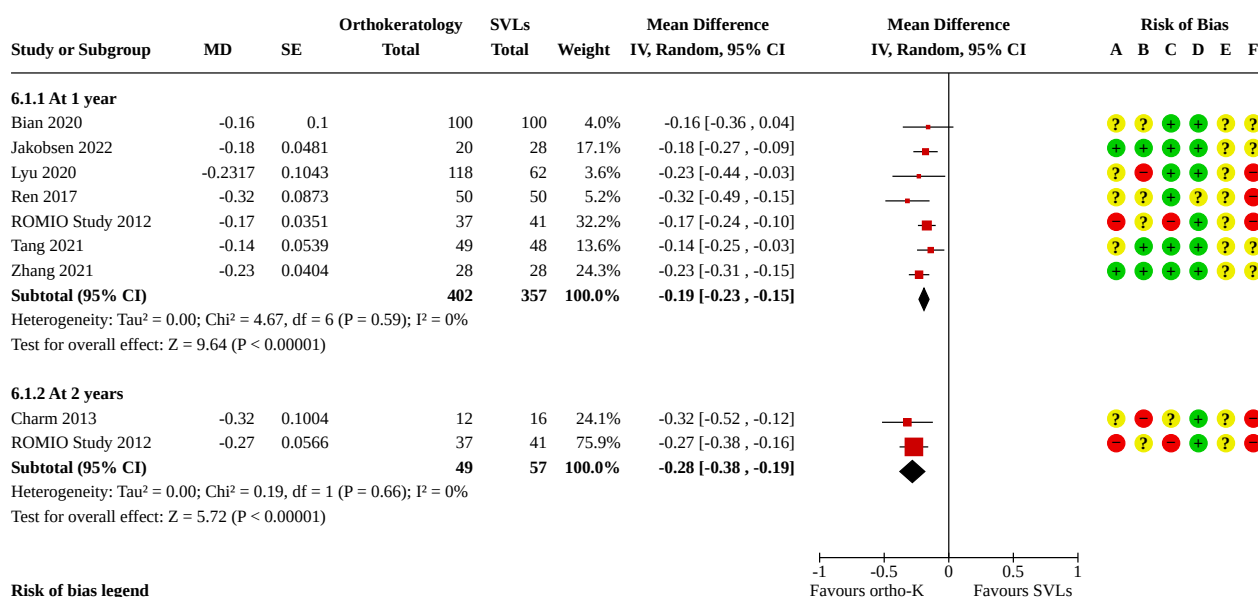 Orthokeratology SVLs Mean Difference Mean Difference Risk of Bias
Study or Subgroup MD SE Total Total Weight IV, Random, 95% CI IV, Random, 95% CI A B C D E F
6.1.1 At 1 year
Bian 2020 -0.16 0.1 100 100 4.0% -0.16 [-0.36 , 0.04] ? ? + + ? ?
Jakobsen 2022 -0.18 0.0481 20 28 17.1% -0.18 [-0.27 , -0.09] + + + + ? ?
Lyu 2020 -0.2317 0.1043 118 62 3.6% -0.23 [-0.44 , -0.03] ? − + + ? −
Ren 2017 -0.32 0.0873 50 50 5.2% -0.32 [-0.49 , -0.15] ? ? + ? ? −
ROMIO Study 2012 -0.17 0.0351 37 41 32.2% -0.17 [-0.24 , -0.10] − ? − + ? −
Tang 2021 -0.14 0.0539 49 48 13.6% -0.14 [-0.25 , -0.03] ? + + + ? ?
Zhang 2021 -0.23 0.0404 28 28 24.3% -0.23 [-0.31 , -0.15] + + + + ? ?
Subtotal (95% CI) 402 357 100.0% -0.19 [-0.23 , -0.15]
Heterogeneity: Tau² = 0.00; Chi² = 4.67, df = 6 (P = 0.59); I² = 0%
Test for overall effect: Z = 9.64 (P < 0.00001)
6.1.2 At 2 years
Charm 2013 -0.32 0.1004 12 16 24.1% -0.32 [-0.52 , -0.12] ? − ? + ? −
ROMIO Study 2012 -0.27 0.0566 37 41 75.9% -0.27 [-0.38 , -0.16] − ? − + ? −
Subtotal (95% CI) 49 57 100.0% -0.28 [-0.38 , -0.19]
Heterogeneity: Tau² = 0.00; Chi² = 0.19, df = 1 (P = 0.66); I² = 0%
Test for overall effect: Z = 5.72 (P < 0.00001)
-1 -0.5 0 0.5 1
Favours ortho-K Favours SVLs
Risk of bias legend